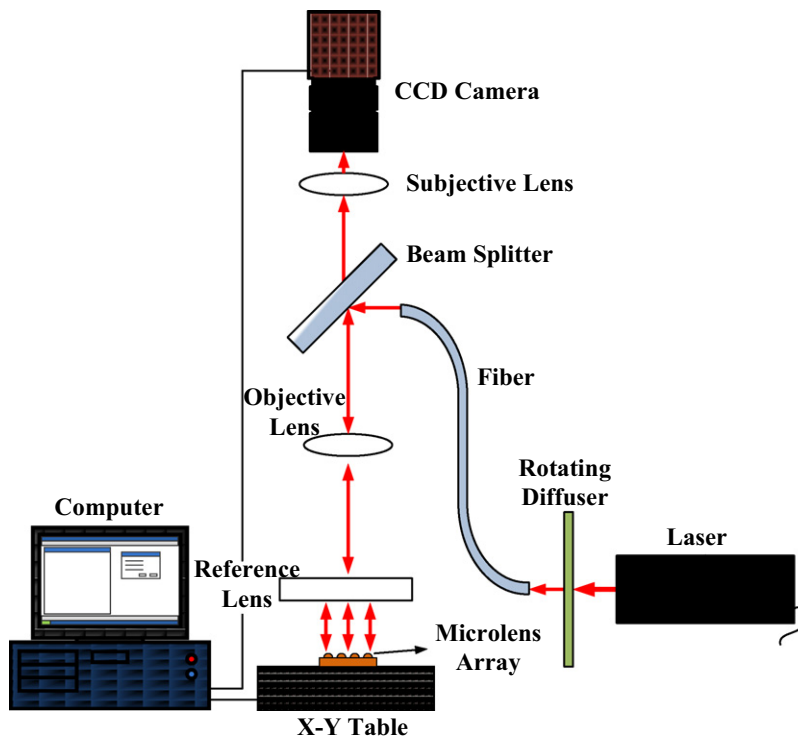 CCD Camera
Subjective Lens
Beam Splitter
Fiber
Objective
Lens
Rotating
Diffuser
Computer
Laser
Reference
Lens
Microlens
Array
X-Y Table